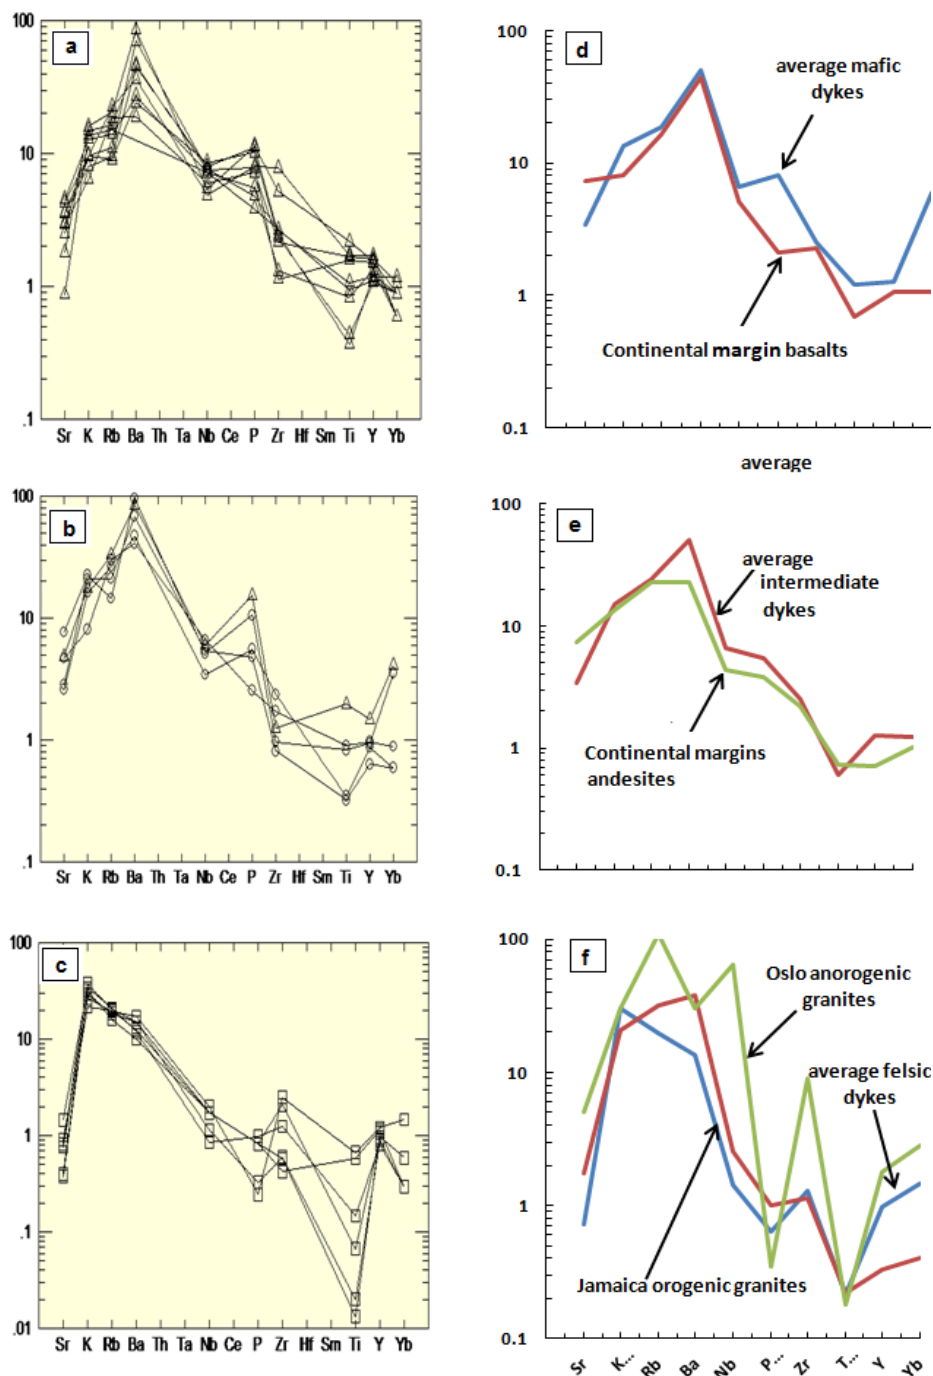 a
100
10
1
.1
Sr K Rb Ba Th Ta Nb Ce P Zr Hf Sm Ti Y Yb
d
100
10
1
0.1
average mafic
dykes
Continental margin basalts
b
100
10
1
.1
Sr K Rb Ba Th Ta Nb Ce P Zr Hf Sm Ti Y Yb
average
e
100
10
1
0.1
average
intermediate
dykes
Continental margins
andesites
c
100
10
1
.1
.01
Sr K Rb Ba Th Ta Nb Ce P Zr Hf Sm Ti Y Yb
f
100
10
1
0.1
Oslo anorogenic
granites
average felsic
dykes
Jamaica orogenic granites
Sr K... Rb Ba Nb P... Zr T... Y Yb